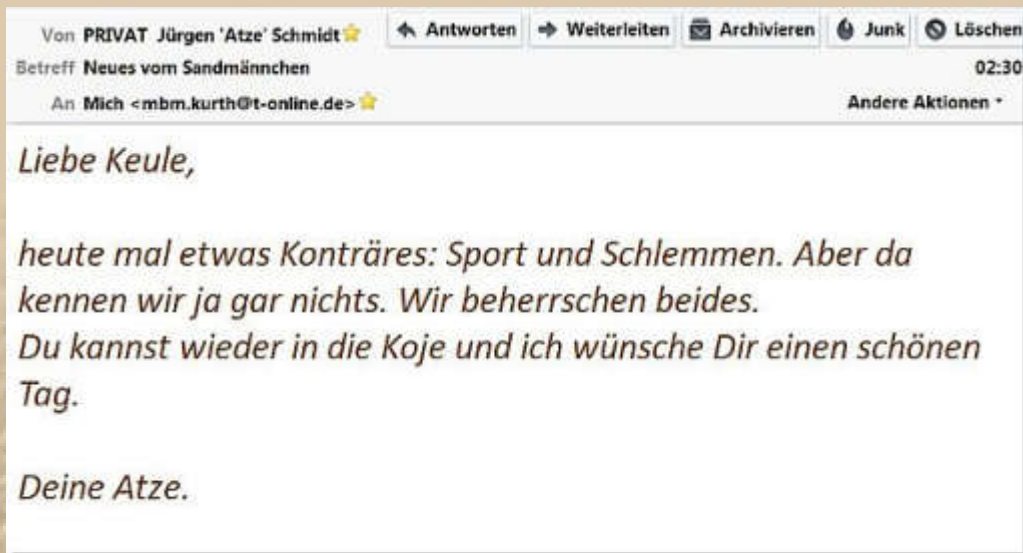 Von PRIVAT Jürgen 'Atze' Schmidt Antworten Weiterleiten Archivieren Junk Löschen
Betreff Neues vom Sandmännchen 02:30
An Mich <mbm.kurth@t-online.de> Andere Aktionen
Liebe Keule,
heute mal etwas Konträres: Sport und Schlemmen. Aber da
kennen wir ja gar nichts. Wir beherrschen beides.
Du kannst wieder in die Koje und ich wünsche Dir einen schönen
Tag.
Deine Atze.